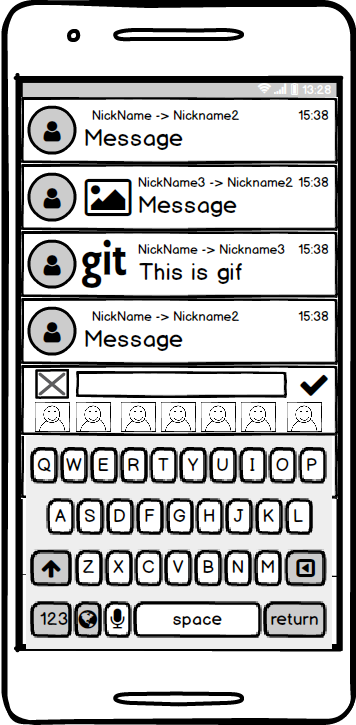 13:28
NickName -> Nickname2 15:38
Message
NickName3 -> Nickname2 15:38
Message
NickName -> Nickname3 15:38
git This is gif
NickName -> Nickname2 15:38
Message
Q W E R T Y U I O P
A S D F G H J K L
Z X C V B N M
123 space return